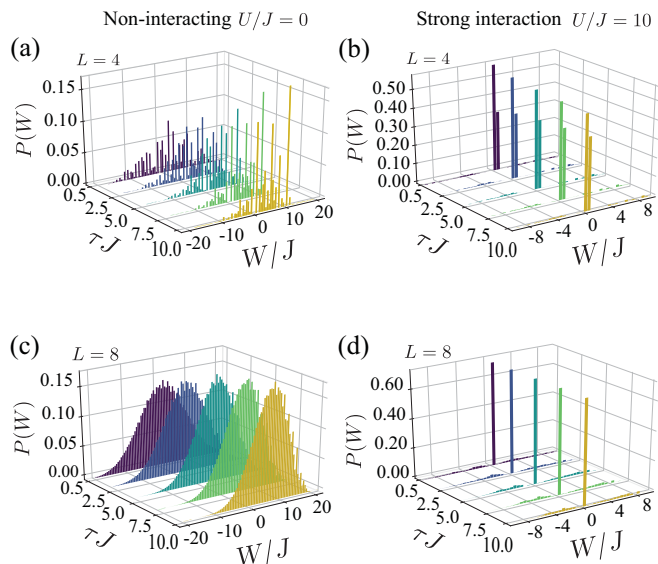 Non-interacting U/J = 0
Strong interaction U/J = 10
(a)
L = 4
P(W)
0.15
0.10
0.05
0.00
0.5
2.5
5.0
7.5
10.0
τJ
-20
-10
0
10
20
W/J
(b)
L = 4
P(W)
0.50
0.40
0.30
0.20
0.10
0.00
0.5
2.5
5.0
7.5
10.0
τJ
-8
-4
0
4
8
W/J
(c)
L = 8
P(W)
0.15
0.10
0.05
0.00
0.5
2.5
5.0
7.5
10.0
τJ
-20
-10
0
10
20
W/J
(d)
L = 8
P(W)
0.60
0.40
0.20
0.00
0.5
2.5
5.0
7.5
10.0
τJ
-8
-4
0
4
8
W/J